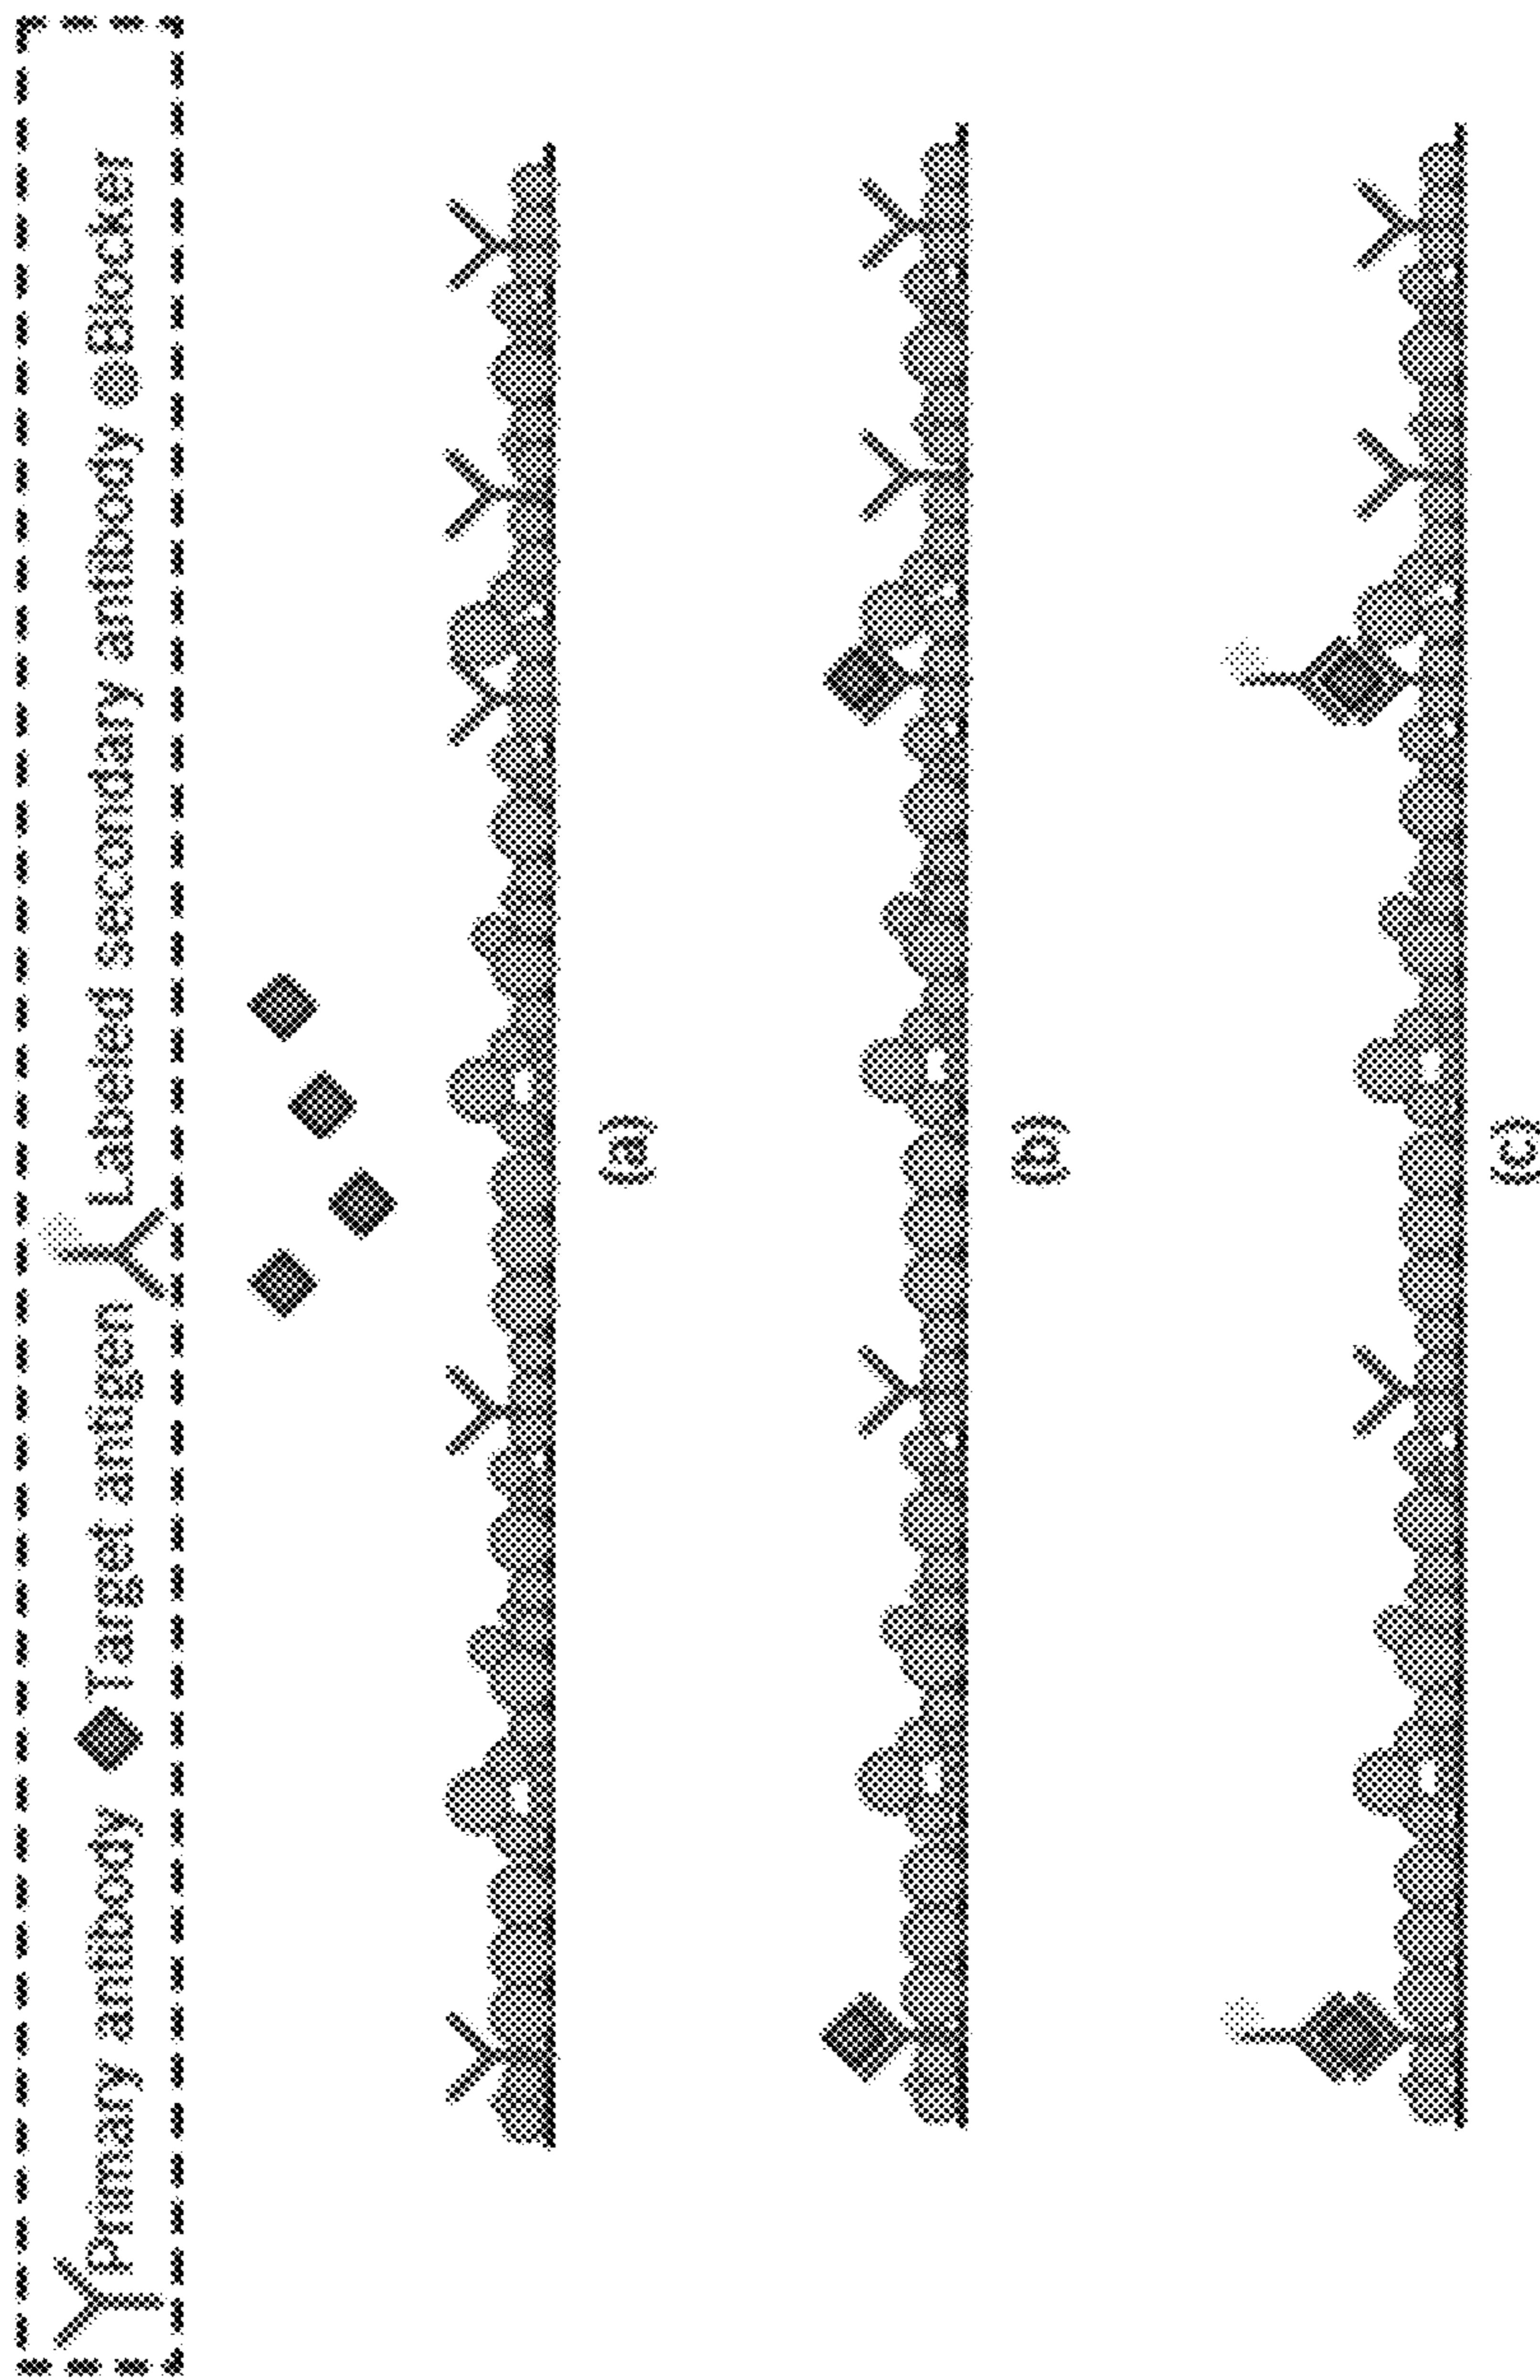 Primary antibody Target antigen Labeled secondary antibody Blocker
(a)
(b)
(c)